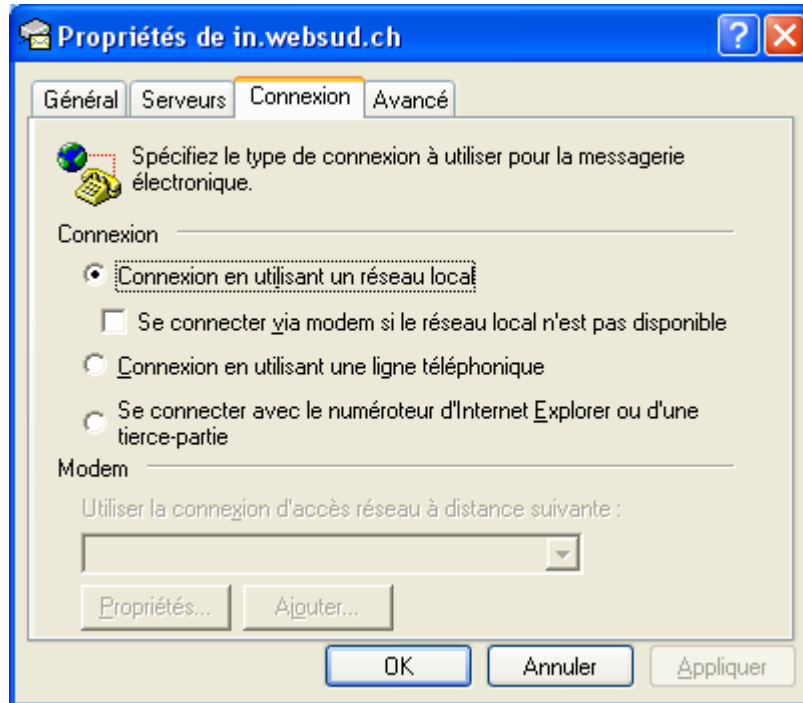 Propriétés de in.websud.ch
Général Serveurs Connexion Avancé
Spécifiez le type de connexion à utiliser pour la messagerie
électronique.
Connexion
Connexion en utilisant un réseau local
Se connecter via modem si le réseau local n'est pas disponible
Connexion en utilisant une ligne téléphonique
Se connecter avec le numéroteur d'Internet Explorer ou d'une
tierce-partie
Modem
Utiliser la connexion d'accès réseau à distance suivante :
Propriétés... Ajouter...
OK Annuler Appliquer